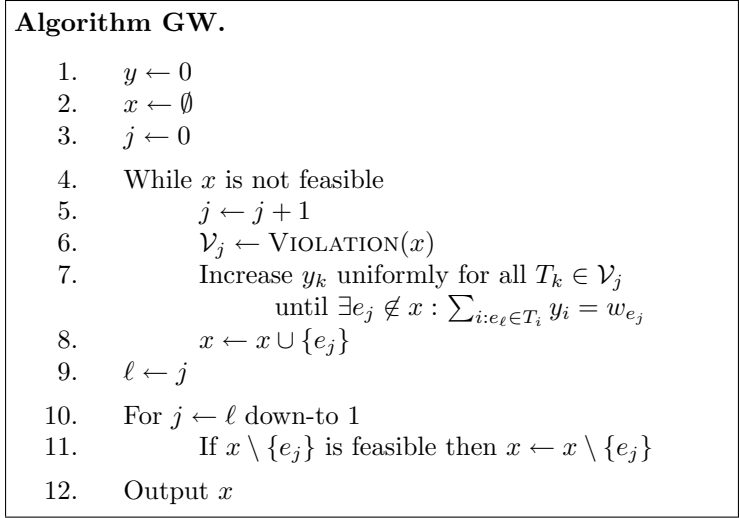 Algorithm GW.
1. y ← 0
2. x ← ∅
3. j ← 0
4. While x is not feasible
5. j ← j + 1
6. 𝒱_j ← VIOLATION(x)
7. Increase y_k uniformly for all T_k ∈ 𝒱_j
until ∃e_j ∉ x : ∑_{i:e_ℓ∈T_i} y_i = w_{e_j}
8. x ← x ∪ {e_j}
9. ℓ ← j
10. For j ← ℓ down-to 1
11. If x \ {e_j} is feasible then x ← x \ {e_j}
12. Output x